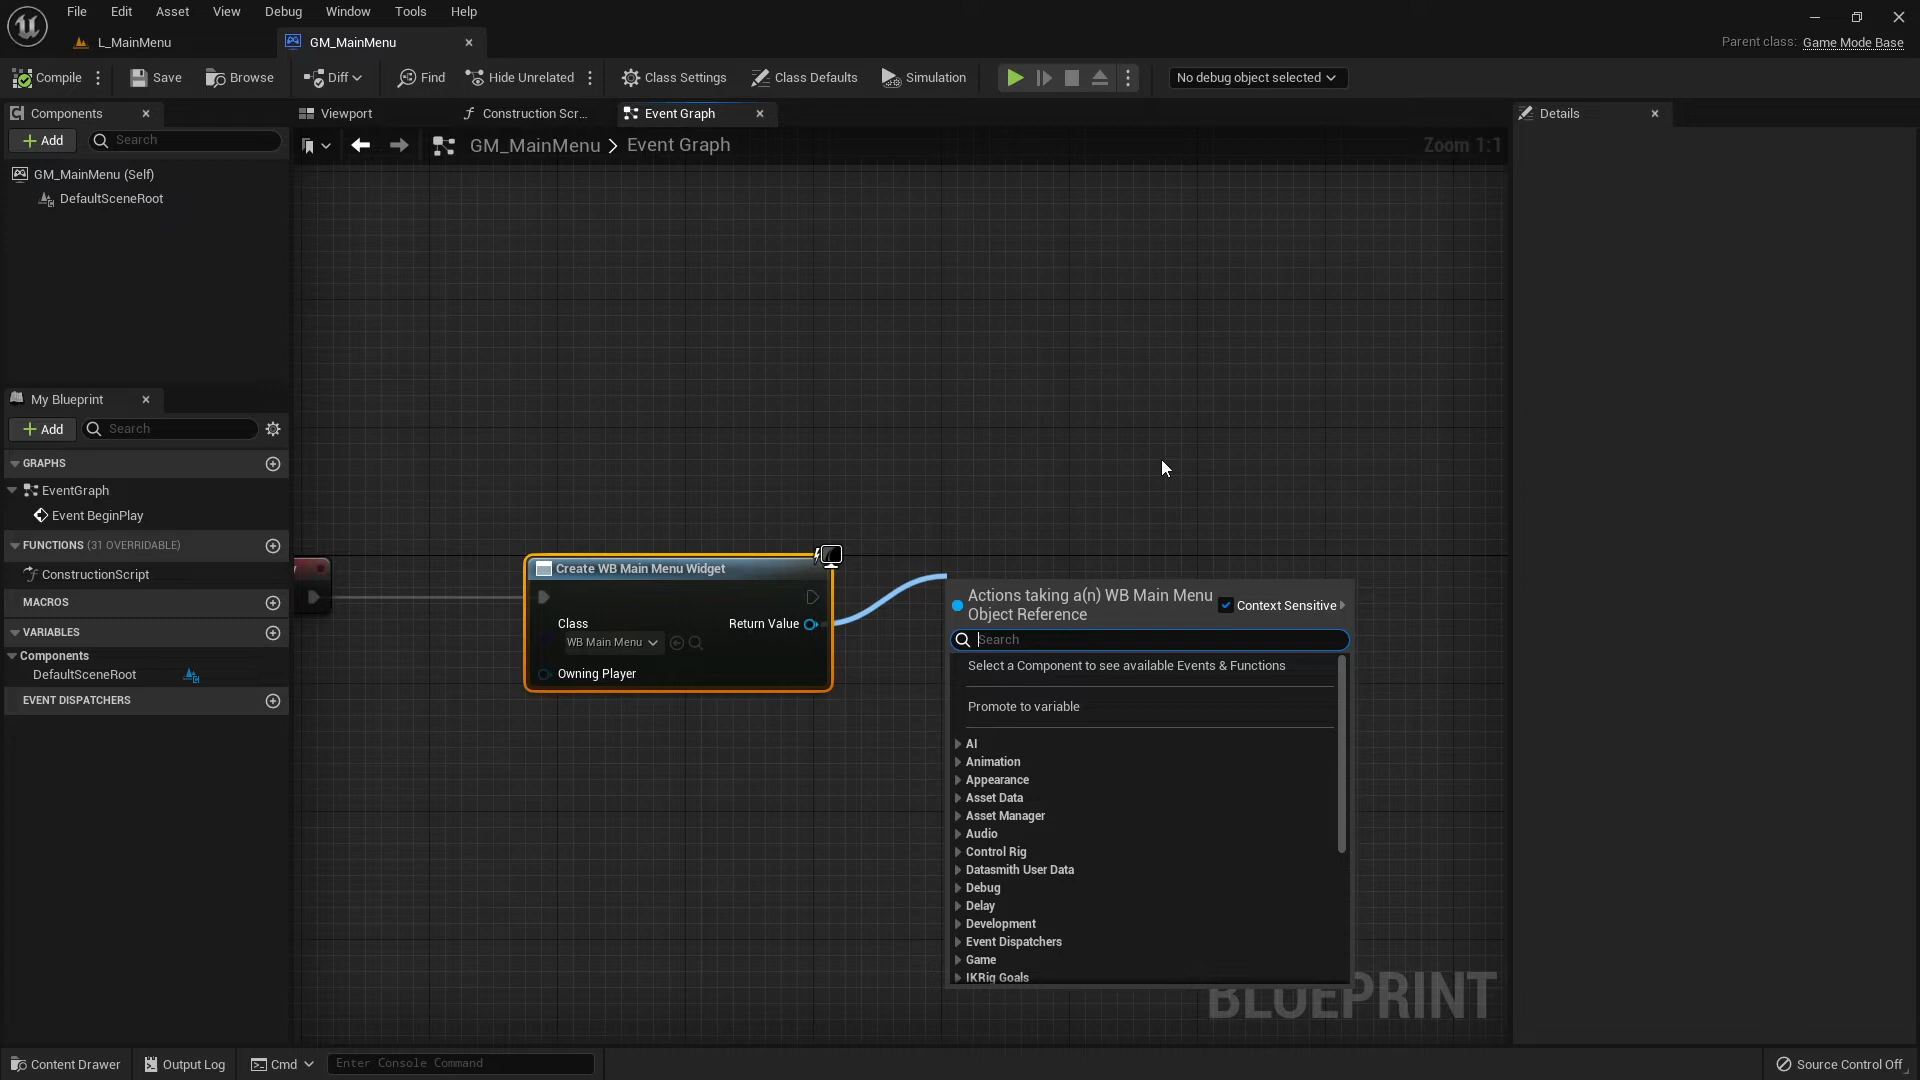 File Edit Asset View Debug Window Tools Help
L_MainMenu GM_MainMenu
Parent class: Game Mode Base
Compile Save Browse Diff Find Hide Unrelated Class Settings Class Defaults Simulation No debug object selected
Components
Add Search
GM_MainMenu (Self)
DefaultSceneRoot
Viewport Construction Scr... Event Graph
GM_MainMenu > Event Graph
Zoom 1:1
Details
My Blueprint
Add Search
GRAPHS
EventGraph
Event BeginPlay
FUNCTIONS (31 OVERRIDABLE)
ConstructionScript
MACROS
VARIABLES
Components
DefaultSceneRoot
EVENT DISPATCHERS
Create WB Main Menu Widget
Class
WB Main Menu
Return Value
Owning Player
Actions taking a(n) WB Main Menu
Object Reference
Context Sensitive
Search
Select a Component to see available Events & Functions
Promote to variable
AI
Animation
Appearance
Asset Data
Asset Manager
Audio
Control Rig
Datasmith User Data
Debug
Delay
Development
Event Dispatchers
Game
IKRig Goals
BLUEPRINT
Content Drawer Output Log Cmd Enter Console Command Source Control Off